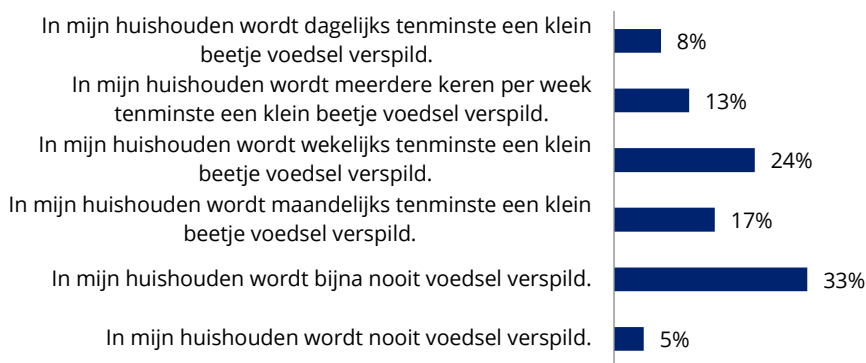 In mijn huishouden wordt dagelijks tenminste een klein
beetje voedsel verspild.
8%
In mijn huishouden wordt meerdere keren per week
tenminste een klein beetje voedsel verspild.
13%
In mijn huishouden wordt wekelijks tenminste een klein
beetje voedsel verspild.
24%
In mijn huishouden wordt maandelijks tenminste een klein
beetje voedsel verspild.
17%
In mijn huishouden wordt bijna nooit voedsel verspild.
33%
In mijn huishouden wordt nooit voedsel verspild.
5%